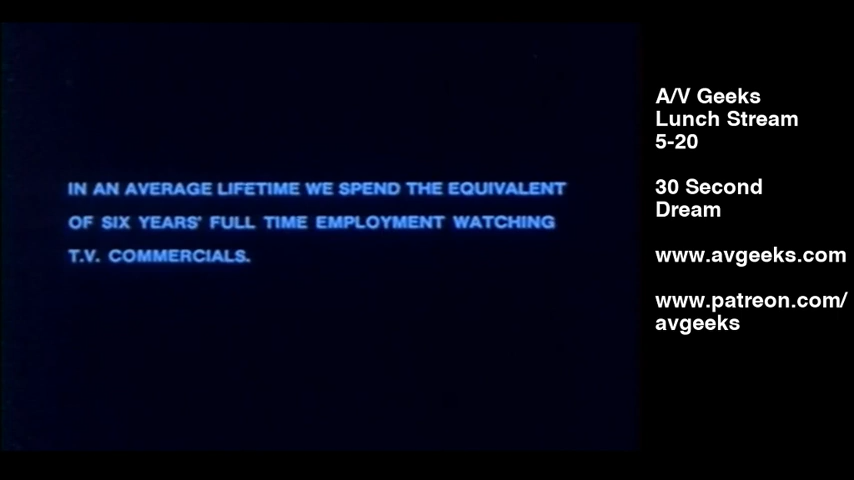 IN AN AVERAGE LIFETIME WE SPEND THE EQUIVALENT
OF SIX YEARS' FULL TIME EMPLOYMENT WATCHING
T.V. COMMERCIALS.
A/V Geeks
Lunch Stream
5-20
30 Second
Dream
www.avgeeks.com
www.patreon.com/
avgeeks